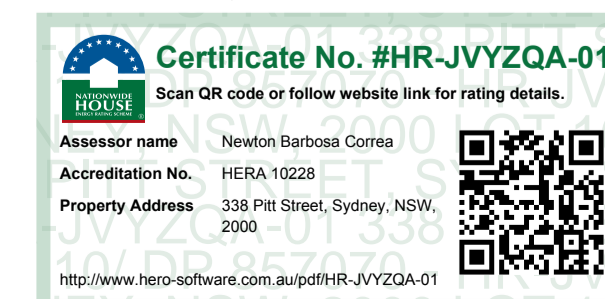 Certificate No. #HR-JVYZQA-01
Scan QR code or follow website link for rating details.
NATIONWIDE
HOUSE
ENERGY RATING SCHEME ®
Assessor name Newton Barbosa Correa
Accreditation No. HERA 10228
Property Address 338 Pitt Street, Sydney, NSW,
2000
http://www.hero-software.com.au/pdf/HR-JVYZQA-01